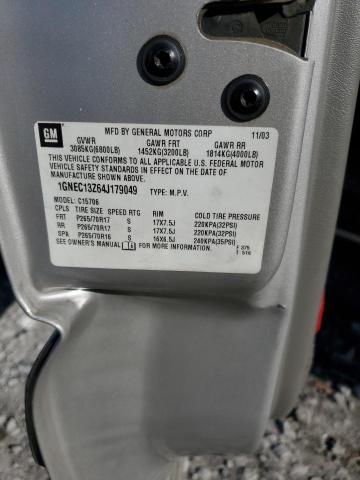 GM
MFD BY GENERAL MOTORS CORP 11/03
GVWR GAWR FRT GAWR RR
3085KG(6800LB) 1452KG(3200LB) 1814KG(4000LB)
THIS VEHICLE CONFORMS TO ALL APPLICABLE U.S. FEDERAL MOTOR
VEHICLE SAFETY STANDARDS IN EFFECT ON THE DATE OF
MANUFACTURE SHOWN ABOVE.
1GNEC13Z64J179049 TYPE: M.P.V.
MODEL: C15706
CPLS TIRE SIZE SPEED RTG RIM COLD TIRE PRESSURE
FRT P265/70R17 S 17X7.5J 220KPA(32PSI)
RR P265/70R17 S 17X7.5J 220KPA(32PSI)
SPA P265/70R16 S 16X6.5J 240KPA(35PSI)
SEE OWNER'S MANUAL FOR MORE INFORMATION. F 275
T 516